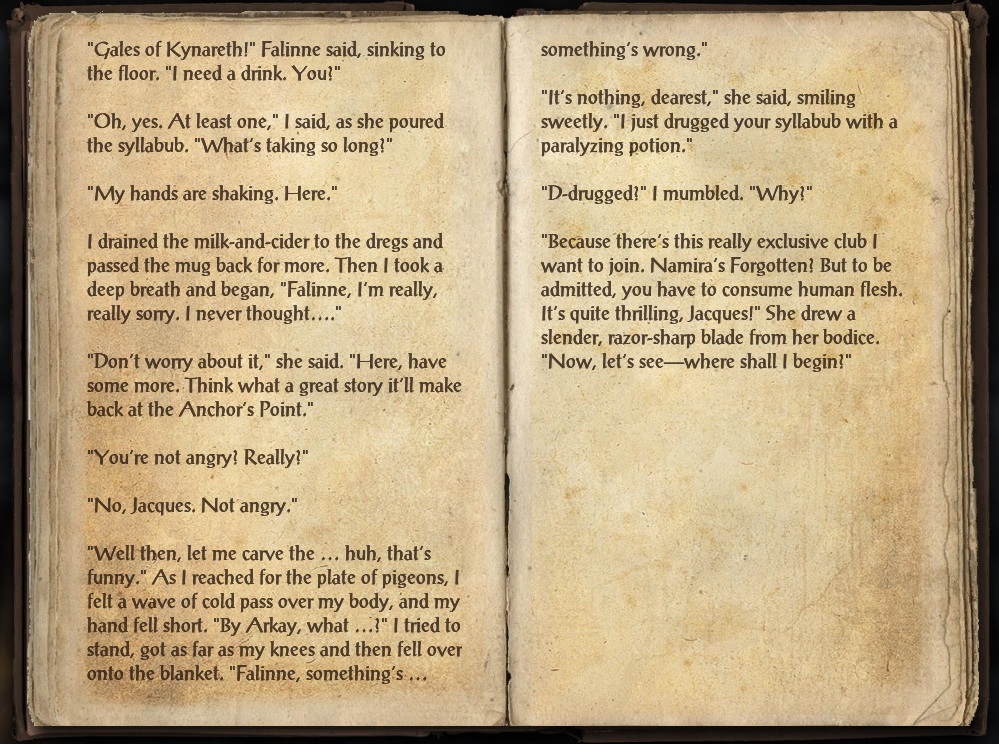 "Gales of Kynareth!" Falinne said, sinking to
the floor. "I need a drink. You?"
"Oh, yes. At least one," I said, as she poured
the syllabub. "What's taking so long?"
"My hands are shaking. Here."
I drained the milk-and-cider to the dregs and
passed the mug back for more. Then I took a
deep breath and began, "Falinne, I'm really,
really sorry. I never thought…."
"Don't worry about it," she said. "Here, have
some more. Think what a great story it'll make
back at the Anchor's Point."
"You're not angry? Really?"
"No, Jacques. Not angry."
"Well then, let me carve the … huh, that's
funny." As I reached for the plate of pigeons, I
felt a wave of cold pass over my body, and my
hand fell short. "By Arkay, what …?" I tried to
stand, got as far as my knees and then fell over
onto the blanket. "Falinne, something's …
something's wrong."
"It's nothing, dearest," she said, smiling
sweetly. "I just drugged your syllabub with a
paralyzing potion."
"D-drugged?" I mumbled. "Why?"
"Because there's this really exclusive club I
want to join. Namira's Forgotten? But to be
admitted, you have to consume human flesh.
It's quite thrilling, Jacques!" She drew a
slender, razor-sharp blade from her bodice.
"Now, let's see—where shall I begin?"